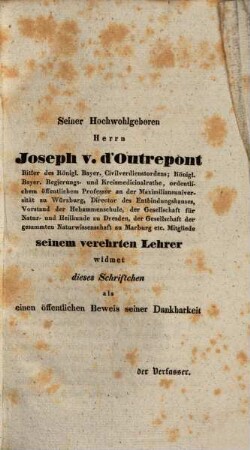 Seiner Hochwohlgeboren
Herrn
Joseph v. d'Outrepont
Ritter des Königl. Bayer. Civilverdienstordens; Königl.
Bayer. Regierungs- und Kreismedicinalrathe, ordentli-
chem öffentlichem Professor an der Maximiliansuniver-
sität zu Würzburg, Director des Entbindungshauses,
Vorstand der Hebammenschule, der Gesellschaft für
Natur- und Heilkunde zu Dresden, der Gesellschaft der
gesammten Naturwissenschaft zu Marburg etc. Mitgliede
seinem verehrten Lehrer
widmet
dieses Schriftchen
als
einen öffentlichen Beweis seiner Dankbarkeit
der Verfasser.